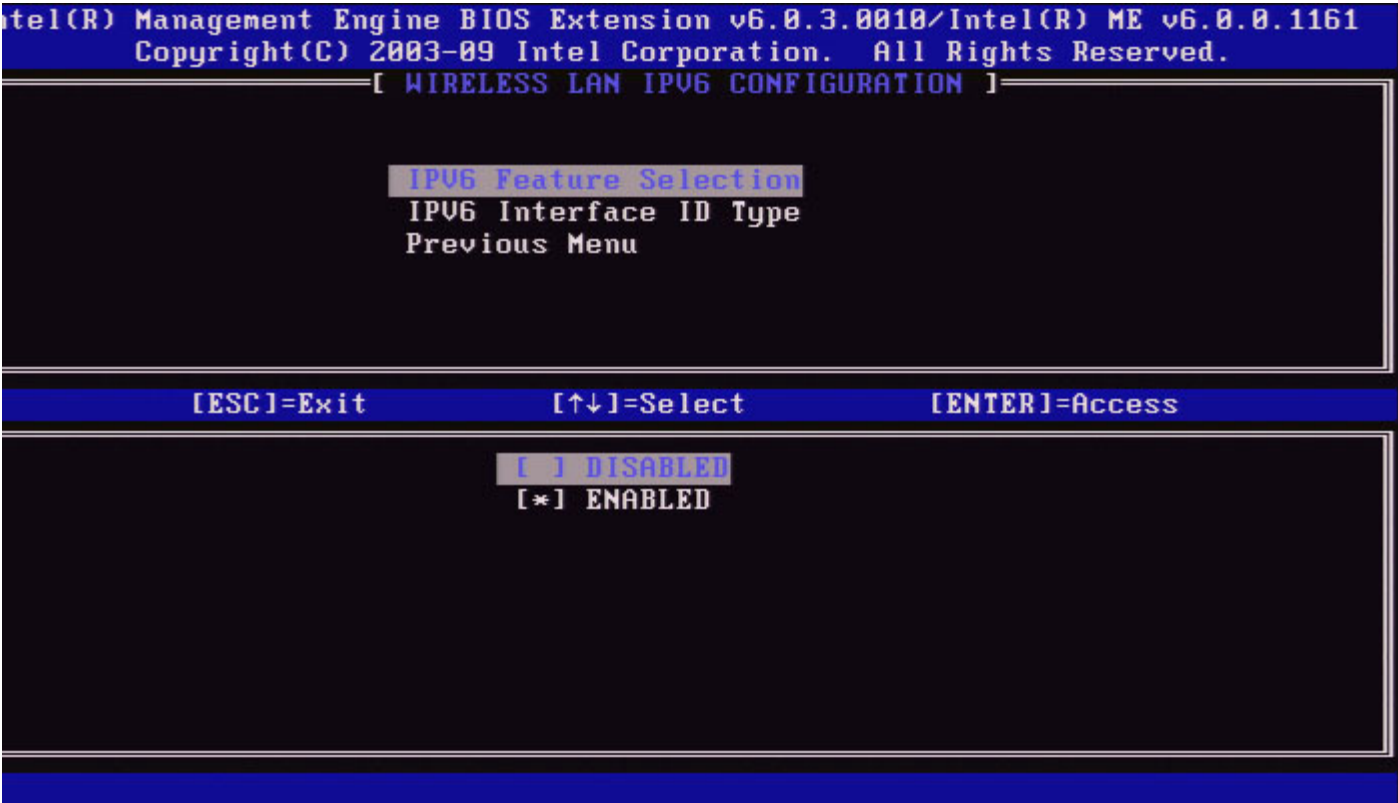 ntel(R) Management Engine BIOS Extension v6.0.3.0010/Intel(R) ME v6.0.0.1161
Copyright(C) 2003-09 Intel Corporation. All Rights Reserved.
[ WIRELESS LAN IPV6 CONFIGURATION ]
IPV6 Feature Selection
IPV6 Interface ID Type
Previous Menu
[ESC]=Exit [↑↓]=Select [ENTER]=Access
[ ] DISABLED
[*] ENABLED